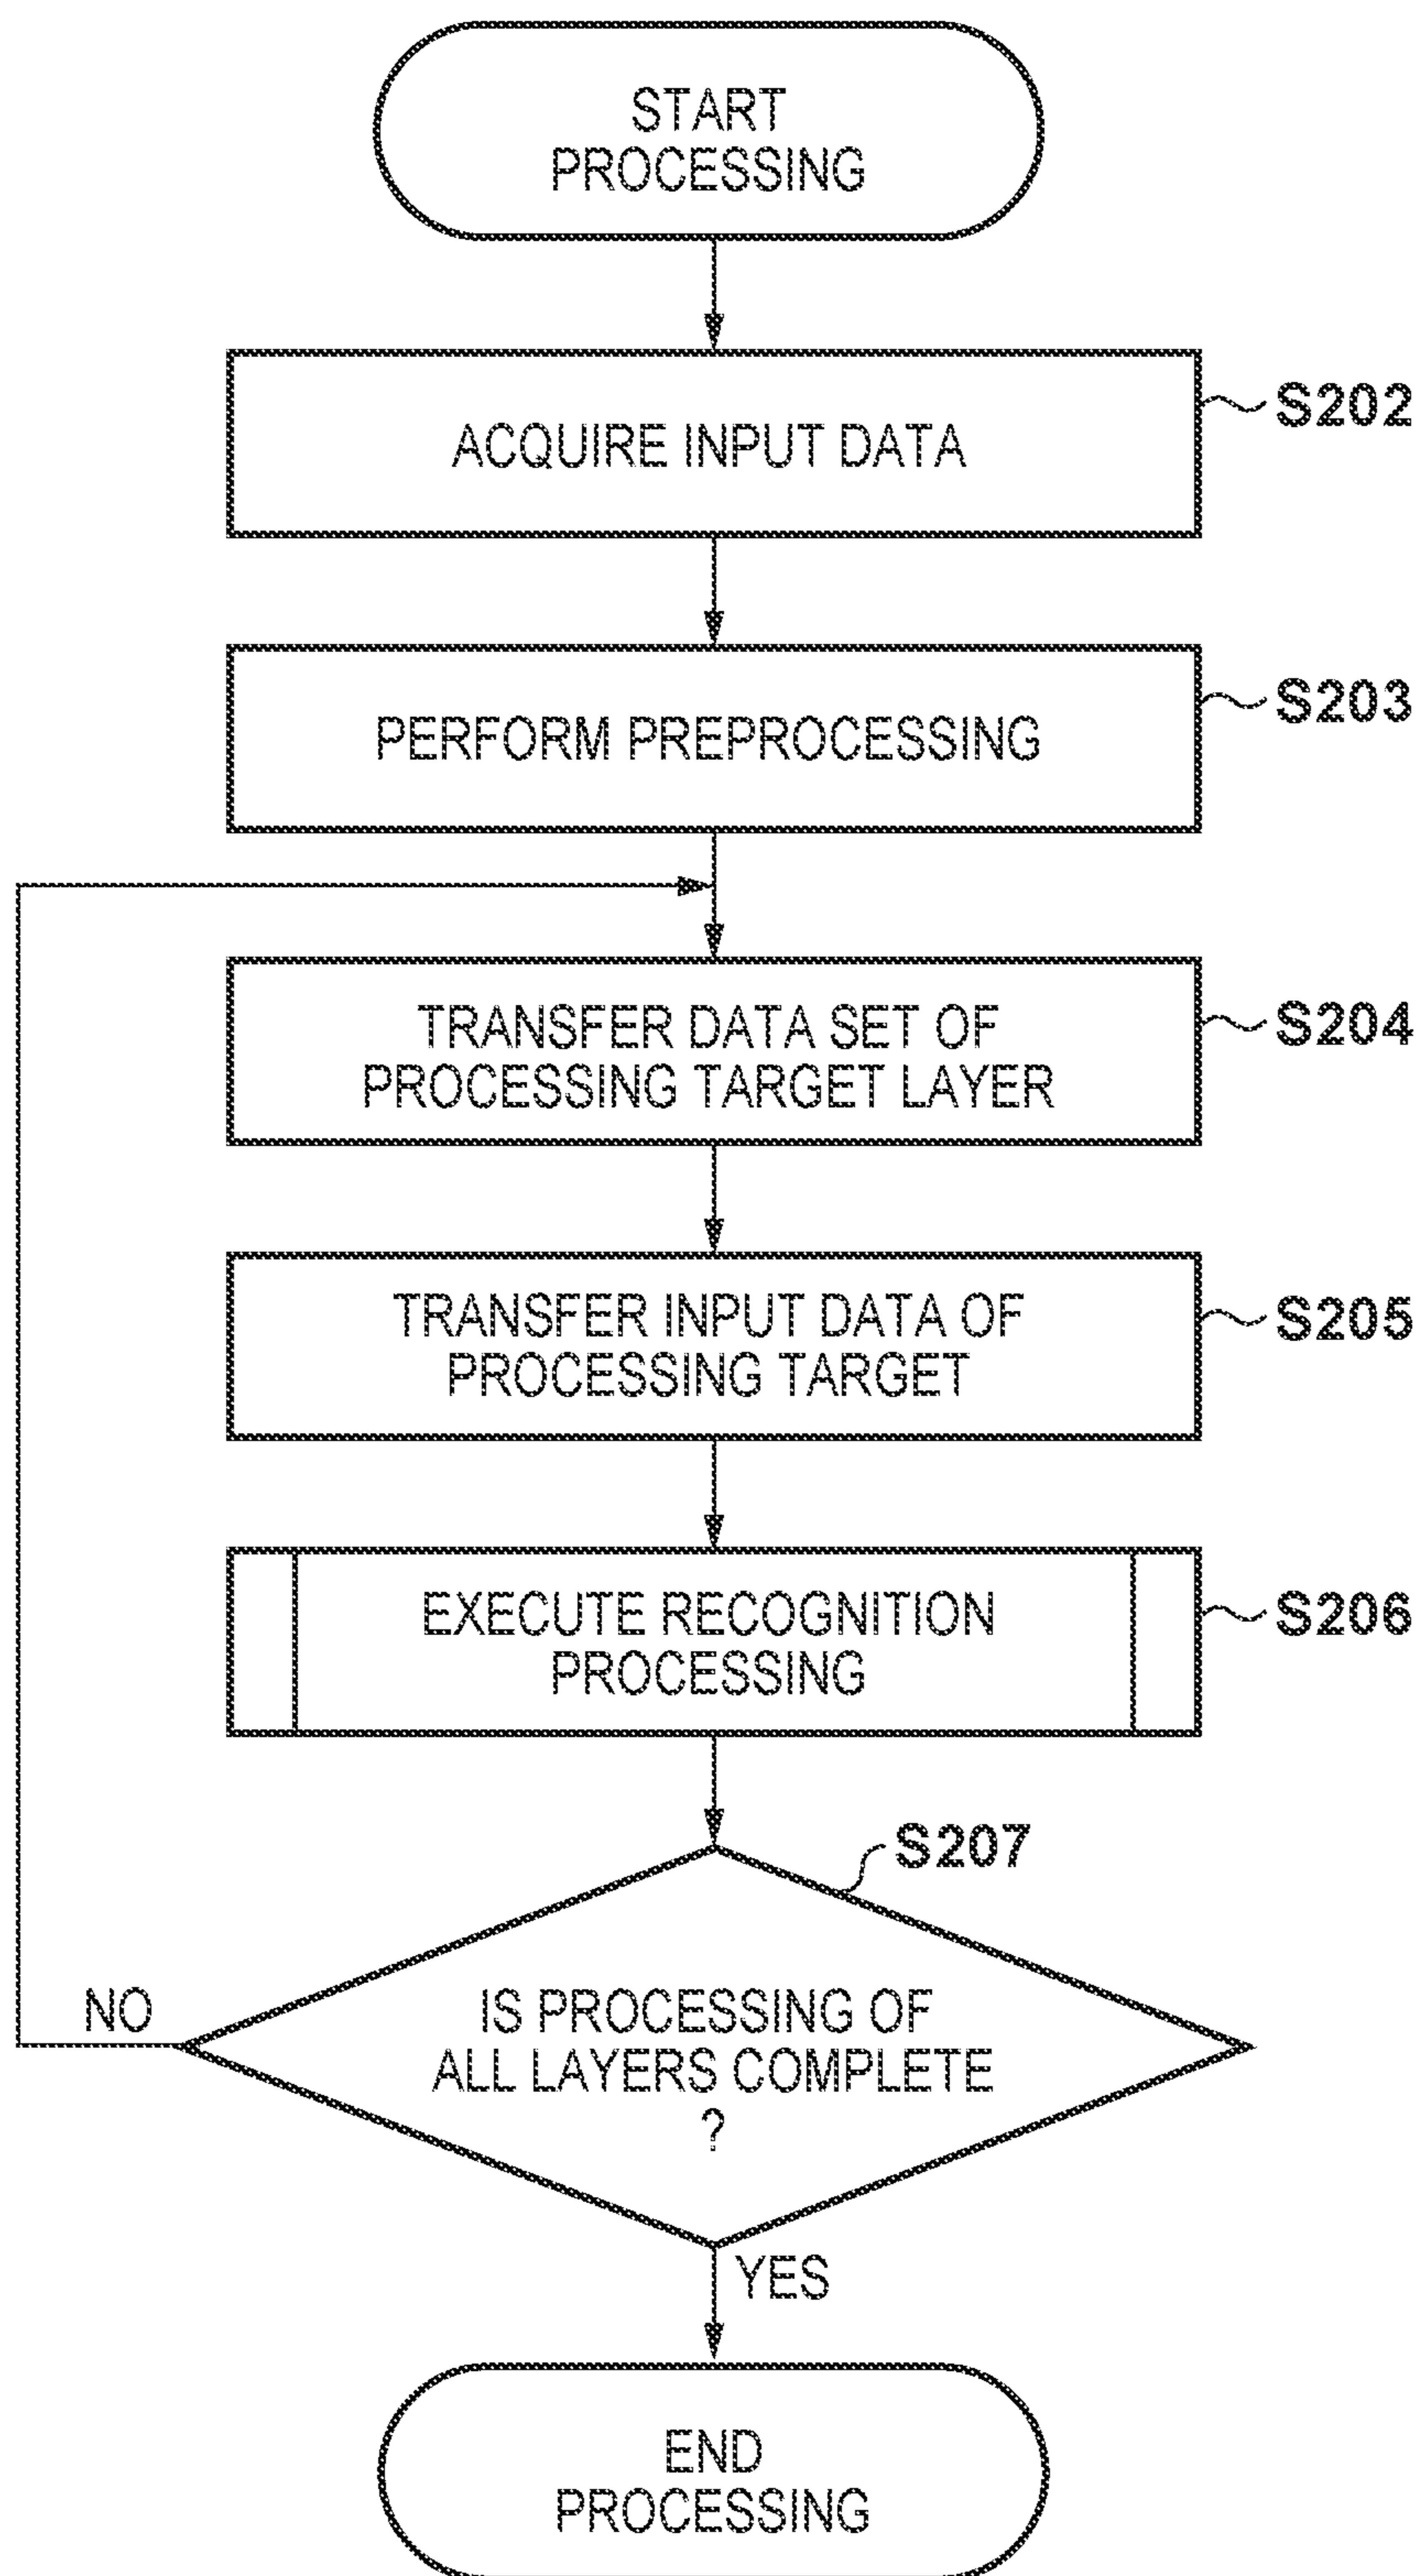 START
PROCESSING
ACQUIRE INPUT DATA
S202
PERFORM PREPROCESSING
S203
TRANSFER DATA SET OF
PROCESSING TARGET LAYER
S204
TRANSFER INPUT DATA OF
PROCESSING TARGET
S205
EXECUTE RECOGNITION
PROCESSING
S206
S207
IS PROCESSING OF
ALL LAYERS COMPLETE
?
NO
YES
END
PROCESSING